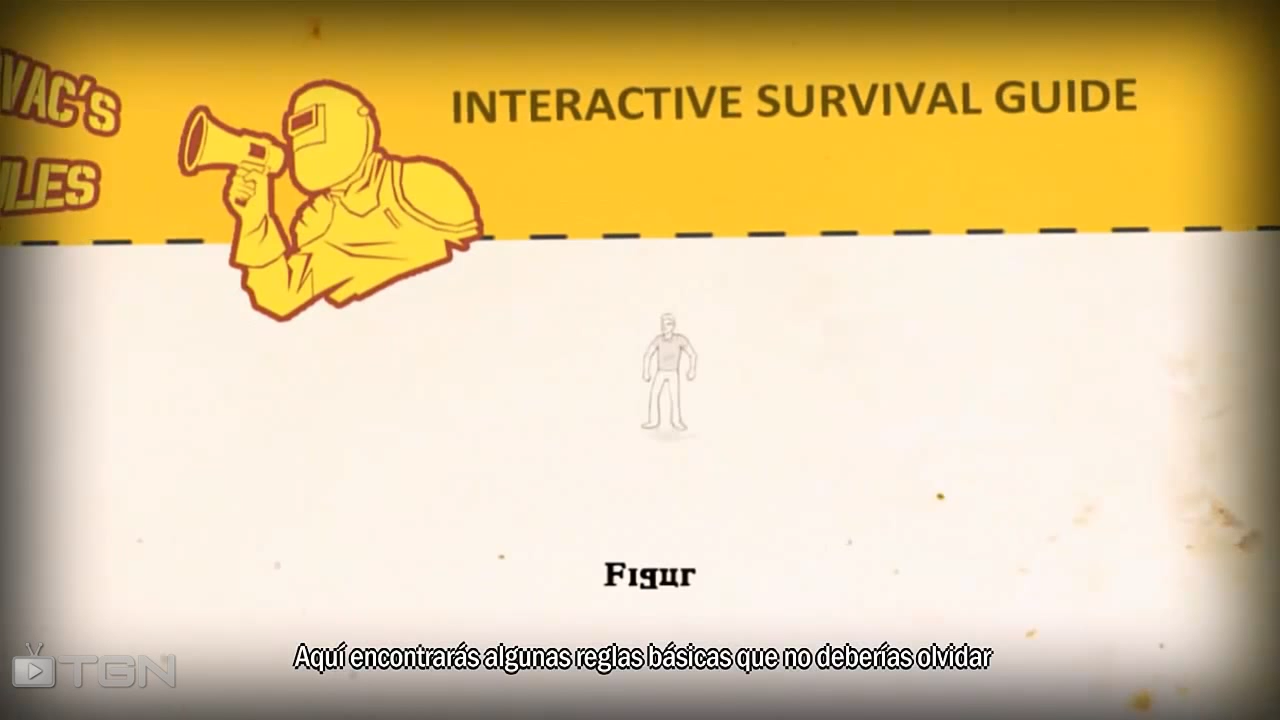 VAC'S
INTERACTIVE SURVIVAL GUIDE
LES
Figur
Aquí encontrarás algunas reglas básicas que no deberías olvidar
TGN